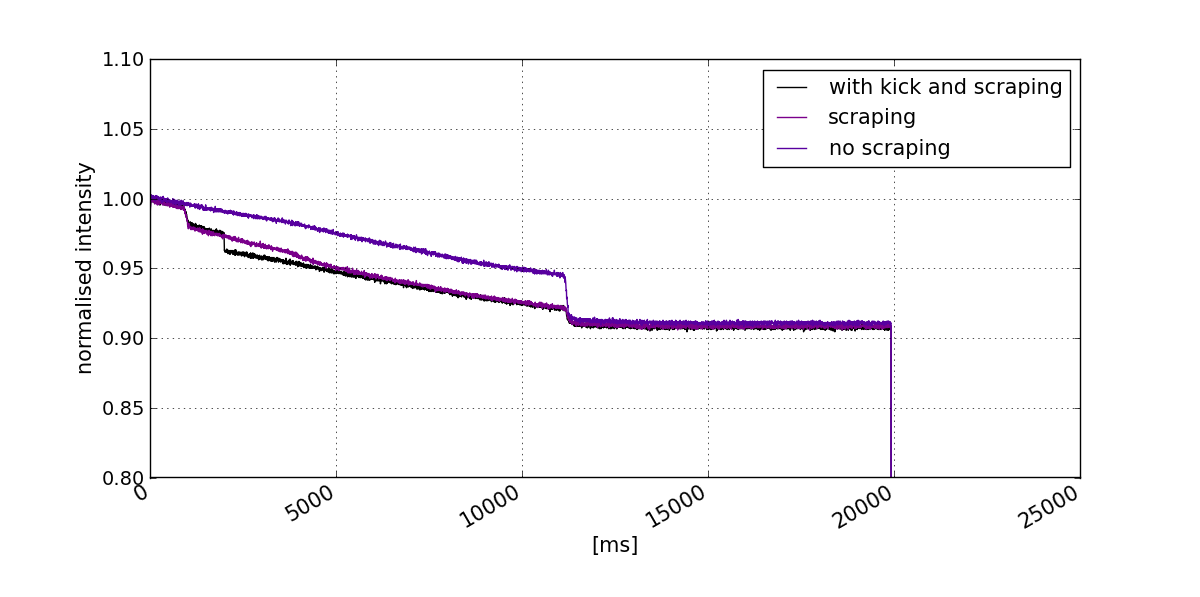 1.10
1.05
1.00
0.95
0.90
0.85
0.80
normalised intensity
with kick and scraping
scraping
no scraping
0
5000
10000
15000
20000
25000
[ms]